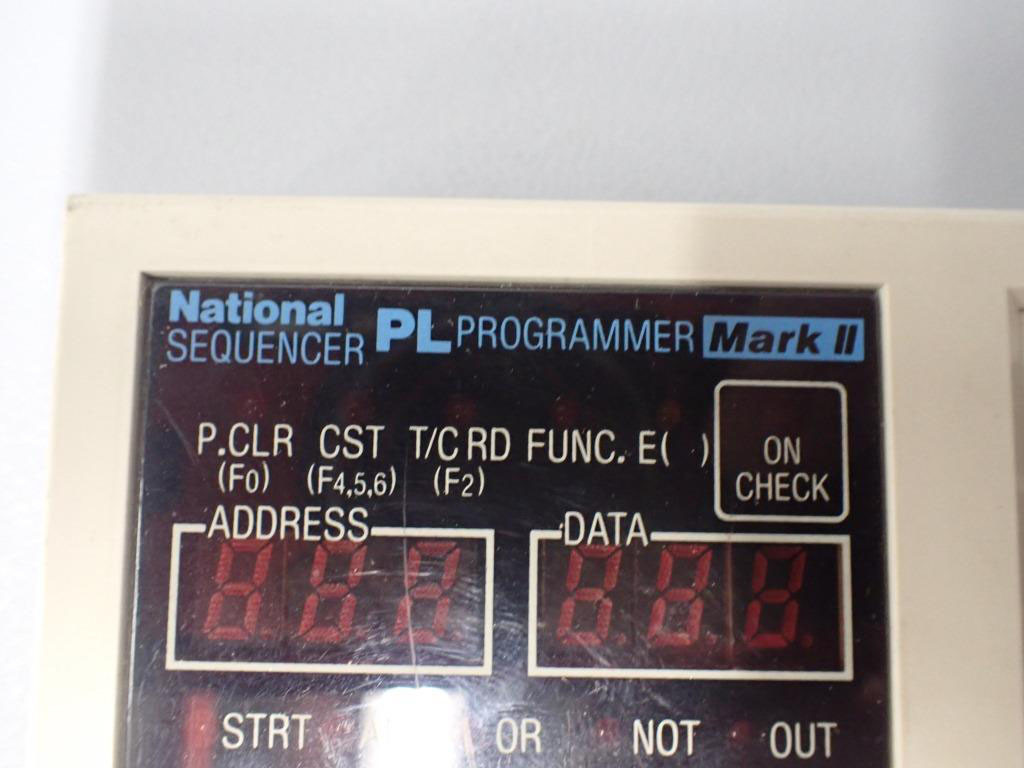 National
SEQUENCER PL PROGRAMMER Mark II
P.CLR CST T/C RD FUNC. E( )
(F0) (F4,5,6) (F2)
ON
CHECK
ADDRESS DATA
STRT OR NOT OUT